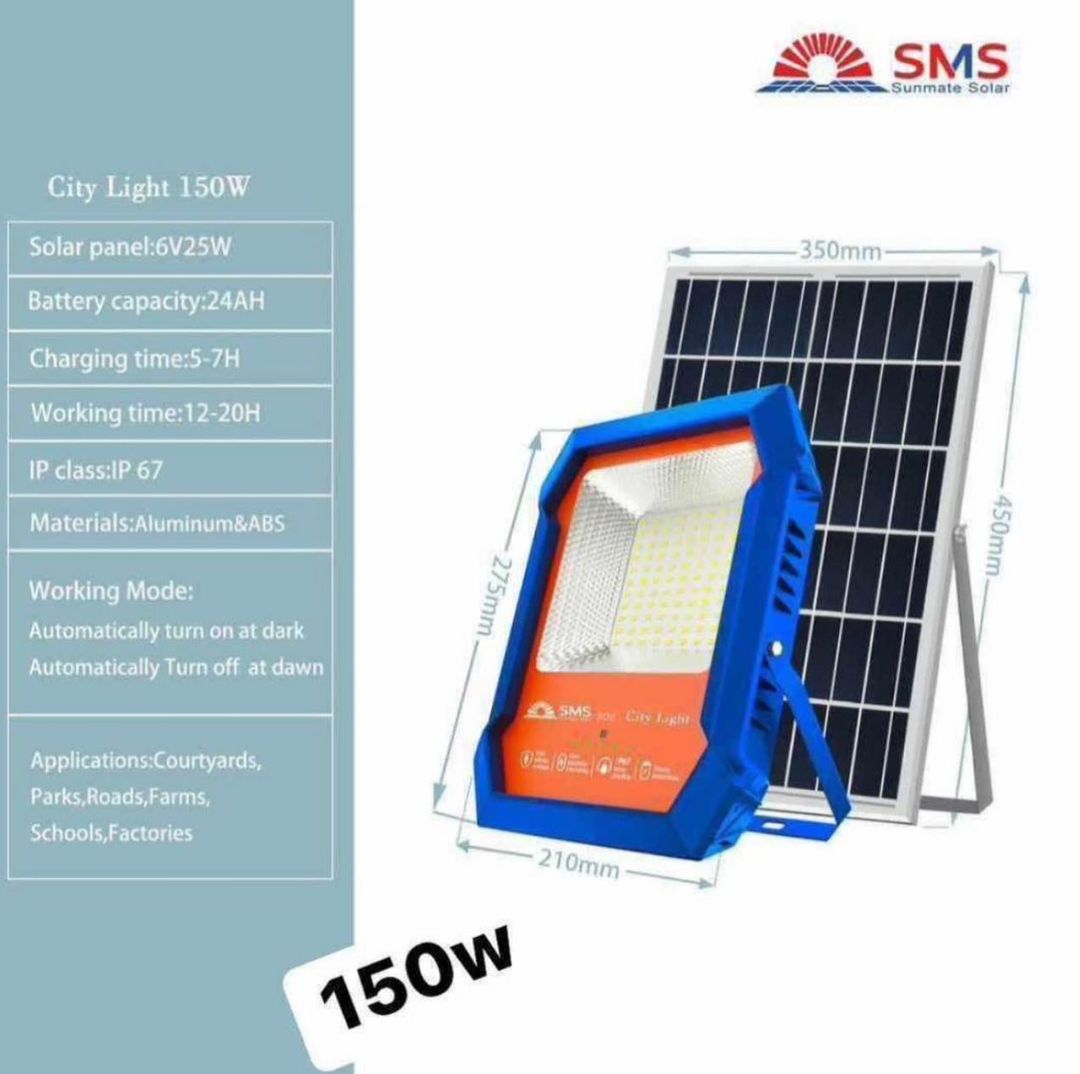 SMS
Sunmate Solar
City Light 150W
Solar panel:6V25W
Battery capacity:24AH
Charging time:5-7H
Working time:12-20H
IP class:IP 67
Materials:Aluminum&ABS
Working Mode:
Automatically turn on at dark
Automatically Turn off at dawn
Applications:Courtyards,
Parks,Roads,Farms,
Schools,Factories
350mm
450mm
275mm
210mm
SMS City Light
IP67
150w